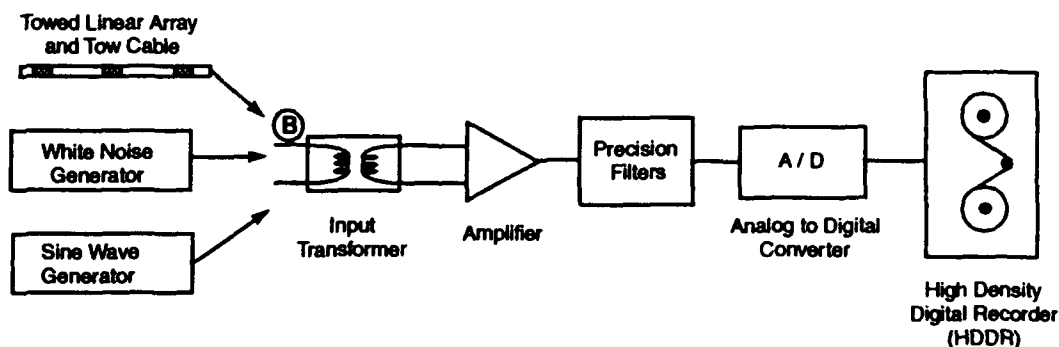 Towed Linear Array
and Tow Cable
B
White Noise
Generator
Sine Wave
Generator
Input
Transformer
Amplifier
Precision
Filters
A / D
Analog to Digital
Converter
High Density
Digital Recorder
(HDDR)